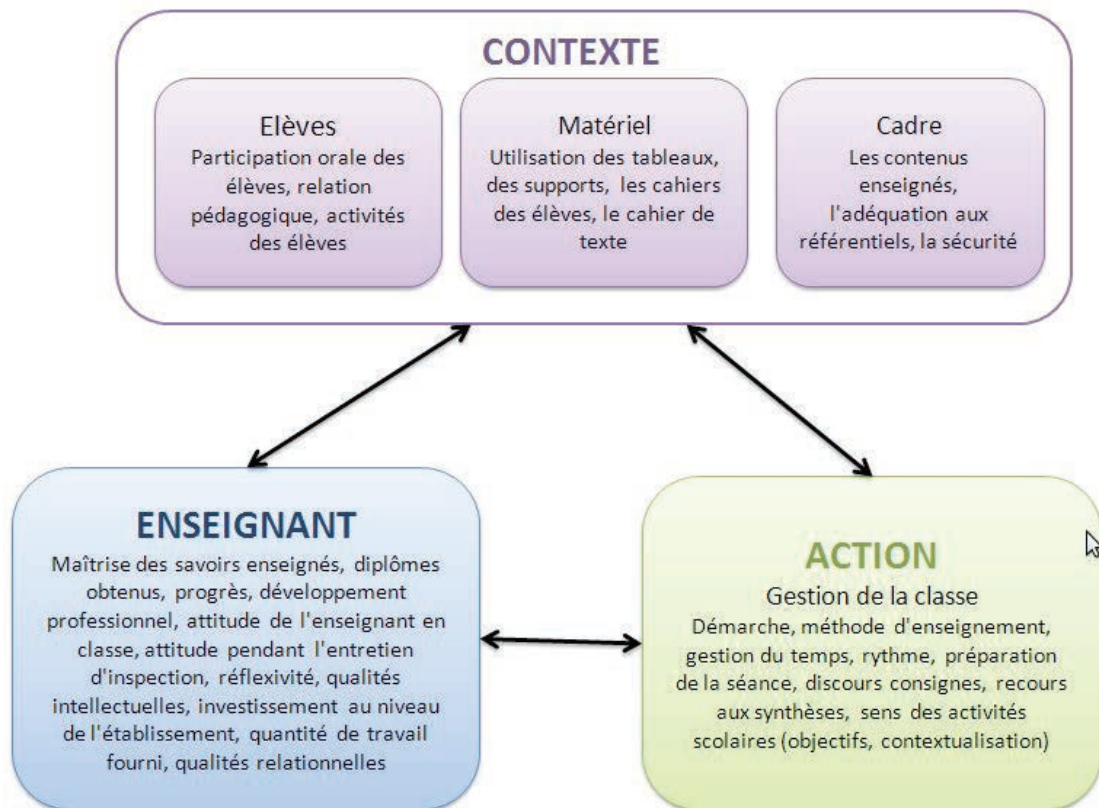 CONTEXTE
Elèves
Participation orale des
élèves, relation
pédagogique, activités
des élèves
Matériel
Utilisation des tableaux,
des supports, les cahiers
des élèves, le cahier de
texte
Cadre
Les contenus
enseignés,
l'adéquation aux
référentiels, la sécurité
ENSEIGNANT
Maîtrise des savoirs enseignés, diplômes
obtenus, progrès, développement
professionnel, attitude de l'enseignant en
classe, attitude pendant l'entretien
d'inspection, réflexivité, qualités
intellectuelles, investissement au niveau
de l'établissement, quantité de travail
fourni, qualités relationnelles
ACTION
Gestion de la classe
Démarche, méthode d'enseignement,
gestion du temps, rythme, préparation
de la séance, discours consignes, recours
aux synthèses, sens des activités
scolaires (objectifs, contextualisation)